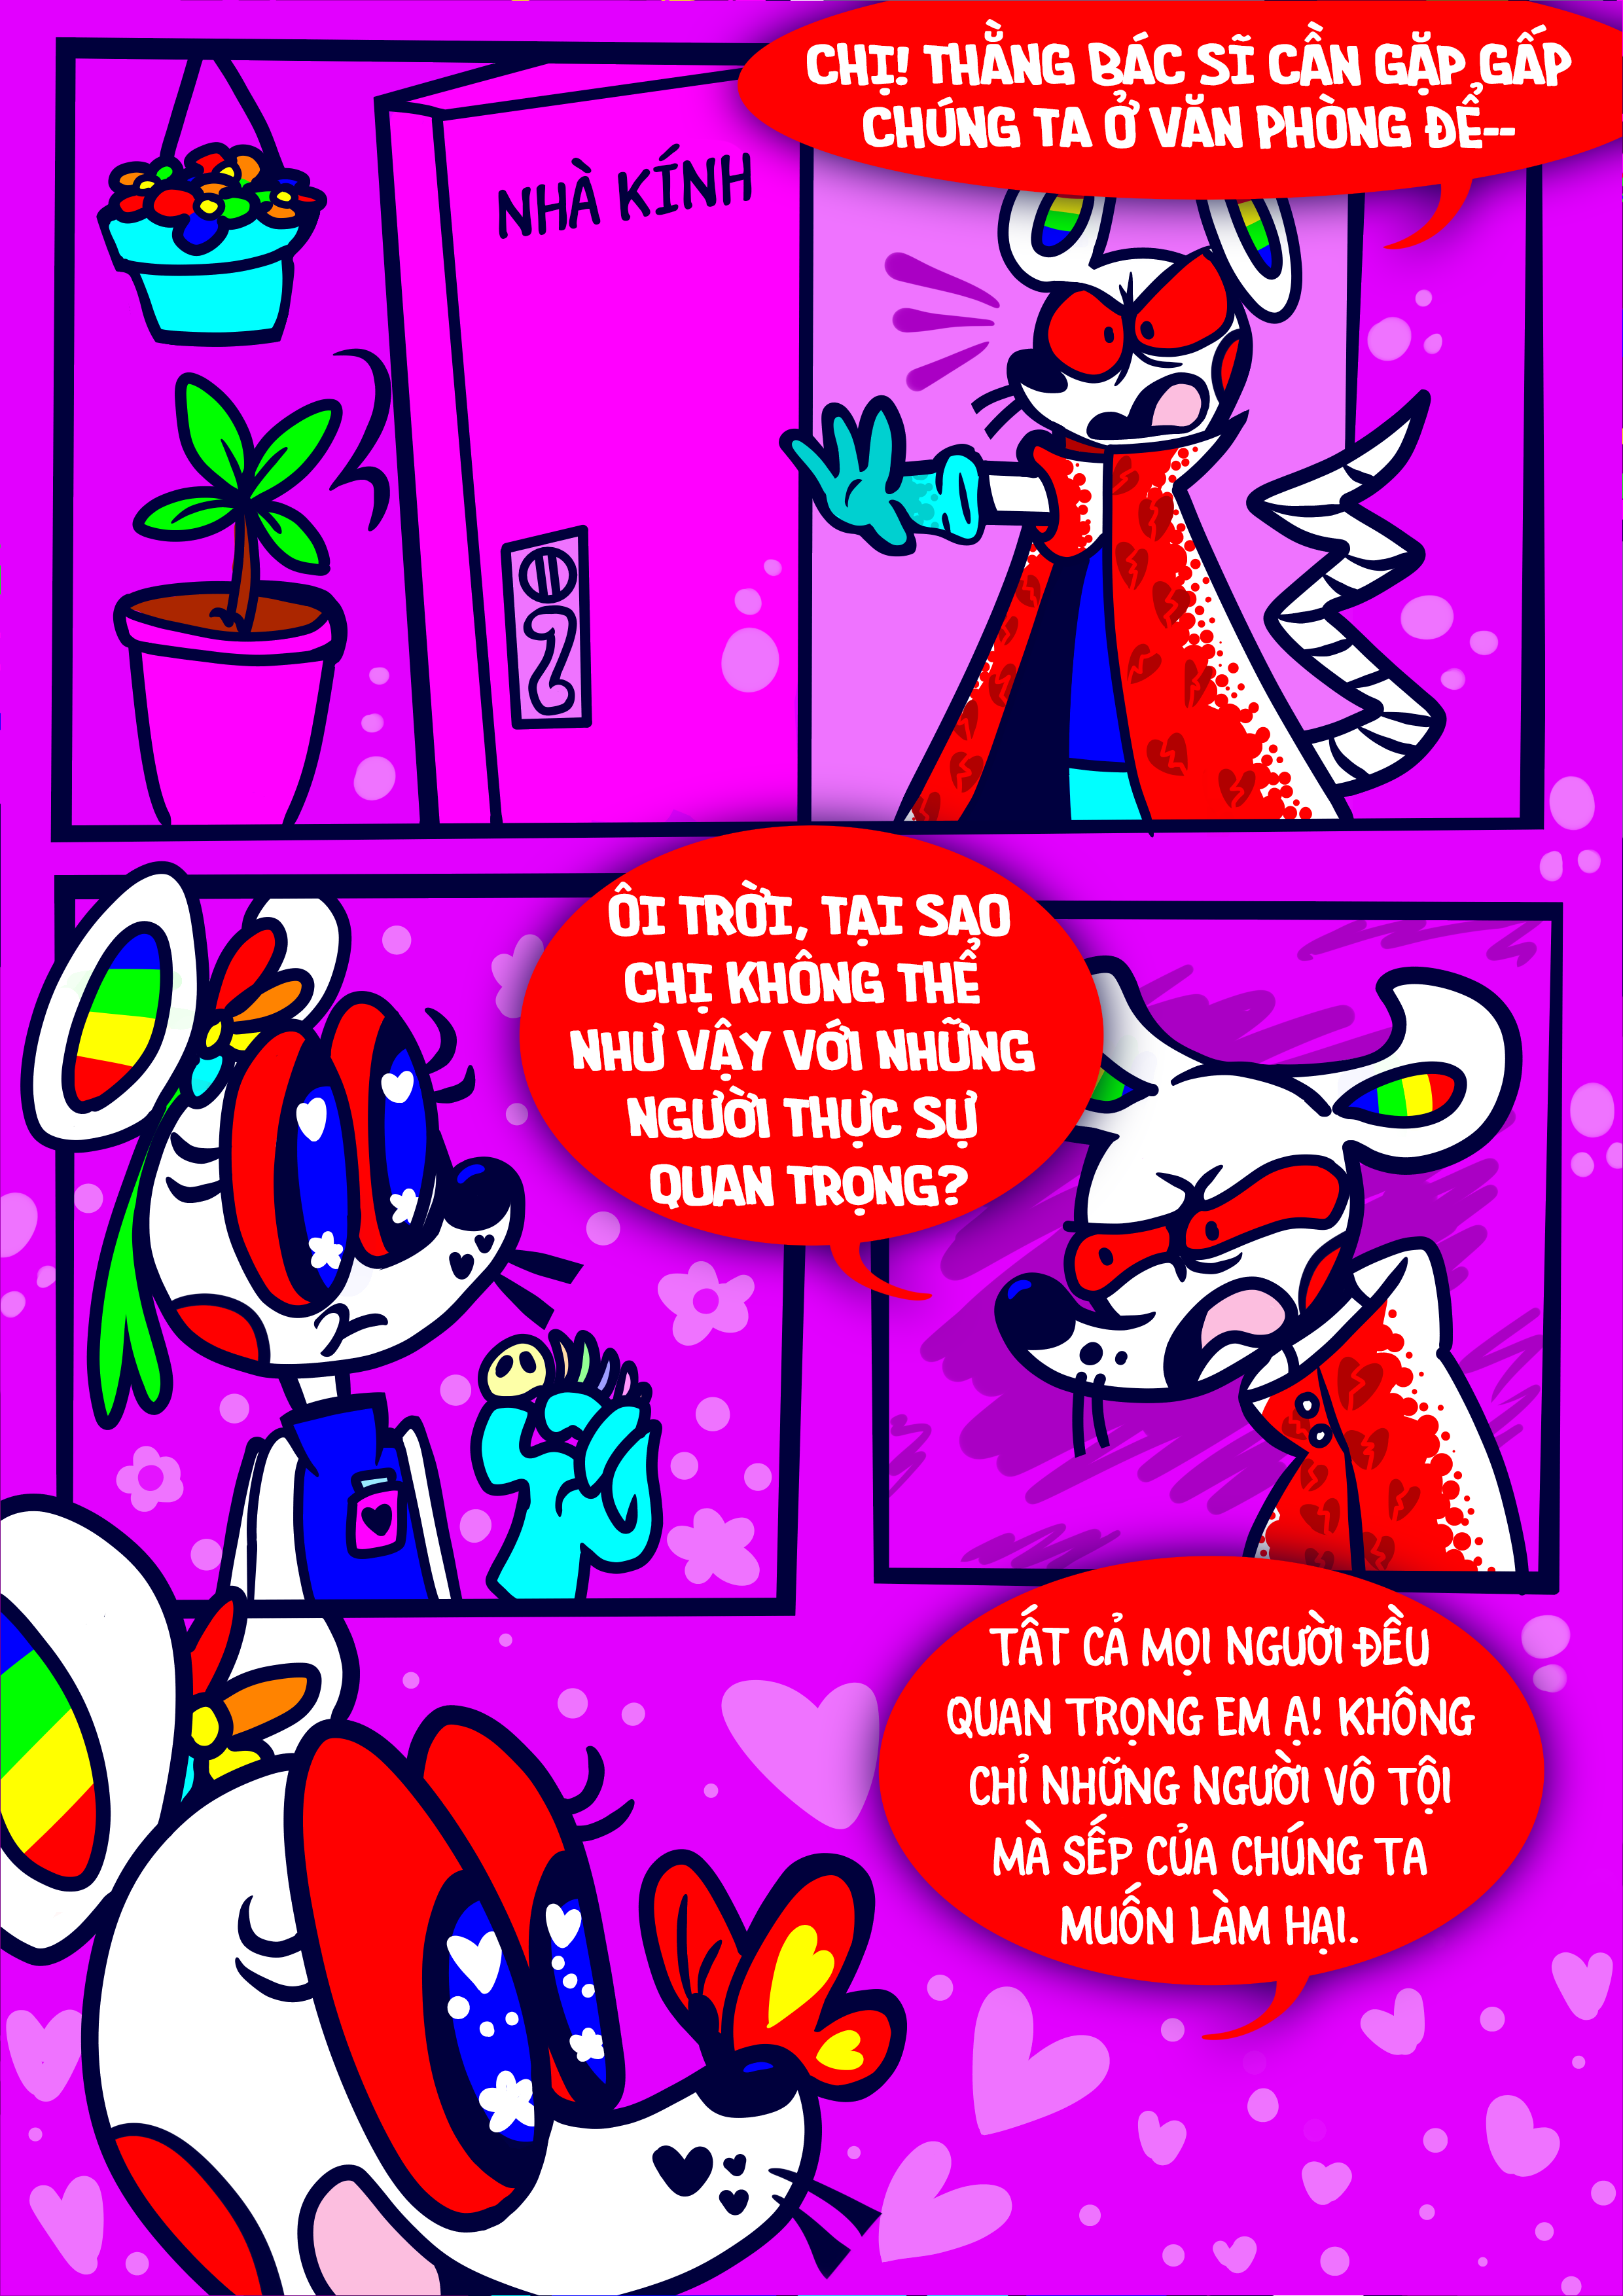 CHỊ! THẰNG BÁC SĨ CẦN GẶP GẤP
CHÚNG TA Ở VĂN PHÒNG ĐỂ--
NHÀ KÍNH
ÔI TRỜI, TẠI SAO
CHỊ KHÔNG THỂ
NHƯ VẬY VỚI NHỮNG
NGƯỜI THỰC SỰ
QUAN TRỌNG?
TẤT CẢ MỌI NGƯỜI ĐỀU
QUAN TRỌNG EM Ạ! KHÔNG
CHỈ NHỮNG NGƯỜI VÔ TỘI
MÀ SẾP CỦA CHÚNG TA
MUỐN LÀM HẠI.